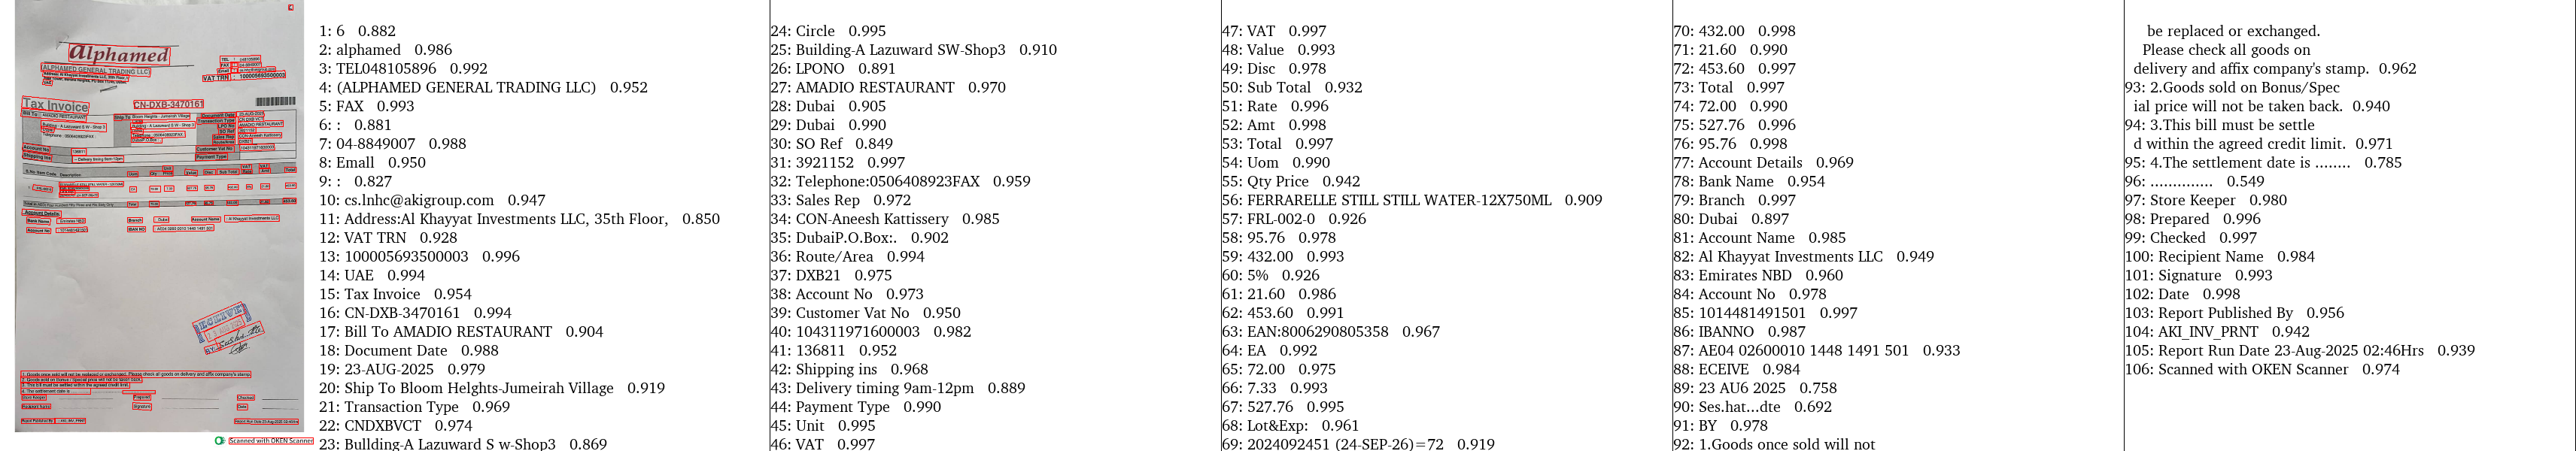 alphamed
(ALPHAMED GENERAL TRADING LLC)
VAT TRN : 100005693500003
Tax Invoice CN-DXB-3470161
Scanned with OKEN Scanner
1: 6 0.882
2: alphamed 0.986
3: TEL048105896 0.992
4: (ALPHAMED GENERAL TRADING LLC) 0.952
5: FAX 0.993
6: : 0.881
7: 04-8849007 0.988
8: Emall 0.950
9: : 0.827
10: cs.lnhc@akigroup.com 0.947
11: Address:Al Khayyat Investments LLC, 35th Floor, 0.850
12: VAT TRN 0.928
13: 100005693500003 0.996
14: UAE 0.994
15: Tax Invoice 0.954
16: CN-DXB-3470161 0.994
17: Bill To AMADIO RESTAURANT 0.904
18: Document Date 0.988
19: 23-AUG-2025 0.979
20: Ship To Bloom Helghts-Jumeirah Village 0.919
21: Transaction Type 0.969
22: CNDXBVCT 0.974
23: Bullding-A Lazuward S w-Shop3 0.869
24: Circle 0.995
25: Building-A Lazuward SW-Shop3 0.910
26: LPONO 0.891
27: AMADIO RESTAURANT 0.970
28: Dubai 0.905
29: Dubai 0.990
30: SO Ref 0.849
31: 3921152 0.997
32: Telephone:0506408923FAX 0.959
33: Sales Rep 0.972
34: CON-Aneesh Kattissery 0.985
35: DubaiP.O.Box:. 0.902
36: Route/Area 0.994
37: DXB21 0.975
38: Account No 0.973
39: Customer Vat No 0.950
40: 104311971600003 0.982
41: 136811 0.952
42: Shipping ins 0.968
43: Delivery timing 9am-12pm 0.889
44: Payment Type 0.990
45: Unit 0.995
46: VAT 0.997
47: VAT 0.997
48: Value 0.993
49: Disc 0.978
50: Sub Total 0.932
51: Rate 0.996
52: Amt 0.998
53: Total 0.997
54: Uom 0.990
55: Qty Price 0.942
56: FERRARELLE STILL STILL WATER-12X750ML 0.909
57: FRL-002-0 0.926
58: 95.76 0.978
59: 432.00 0.993
60: 5% 0.926
61: 21.60 0.986
62: 453.60 0.991
63: EAN:8006290805358 0.967
64: EA 0.992
65: 72.00 0.975
66: 7.33 0.993
67: 527.76 0.995
68: Lot&Exp: 0.961
69: 2024092451 (24-SEP-26)=72 0.919
70: 432.00 0.998
71: 21.60 0.990
72: 453.60 0.997
73: Total 0.997
74: 72.00 0.990
75: 527.76 0.996
76: 95.76 0.998
77: Account Details 0.969
78: Bank Name 0.954
79: Branch 0.997
80: Dubai 0.897
81: Account Name 0.985
82: Al Khayyat Investments LLC 0.949
83: Emirates NBD 0.960
84: Account No 0.978
85: 1014481491501 0.997
86: IBANNO 0.987
87: AE04 02600010 1448 1491 501 0.933
88: ECEIVE 0.984
89: 23 AU6 2025 0.758
90: Ses.hat...dte 0.692
91: BY 0.978
92: 1.Goods once sold will not
be replaced or exchanged.
Please check all goods on
delivery and affix company's stamp. 0.962
93: 2.Goods sold on Bonus/Spec
ial price will not be taken back. 0.940
94: 3.This bill must be settle
d within the agreed credit limit. 0.971
95: 4.The settlement date is ........ 0.785
96: .............. 0.549
97: Store Keeper 0.980
98: Prepared 0.996
99: Checked 0.997
100: Recipient Name 0.984
101: Signature 0.993
102: Date 0.998
103: Report Published By 0.956
104: AKI_INV_PRNT 0.942
105: Report Run Date 23-Aug-2025 02:46Hrs 0.939
106: Scanned with OKEN Scanner 0.974